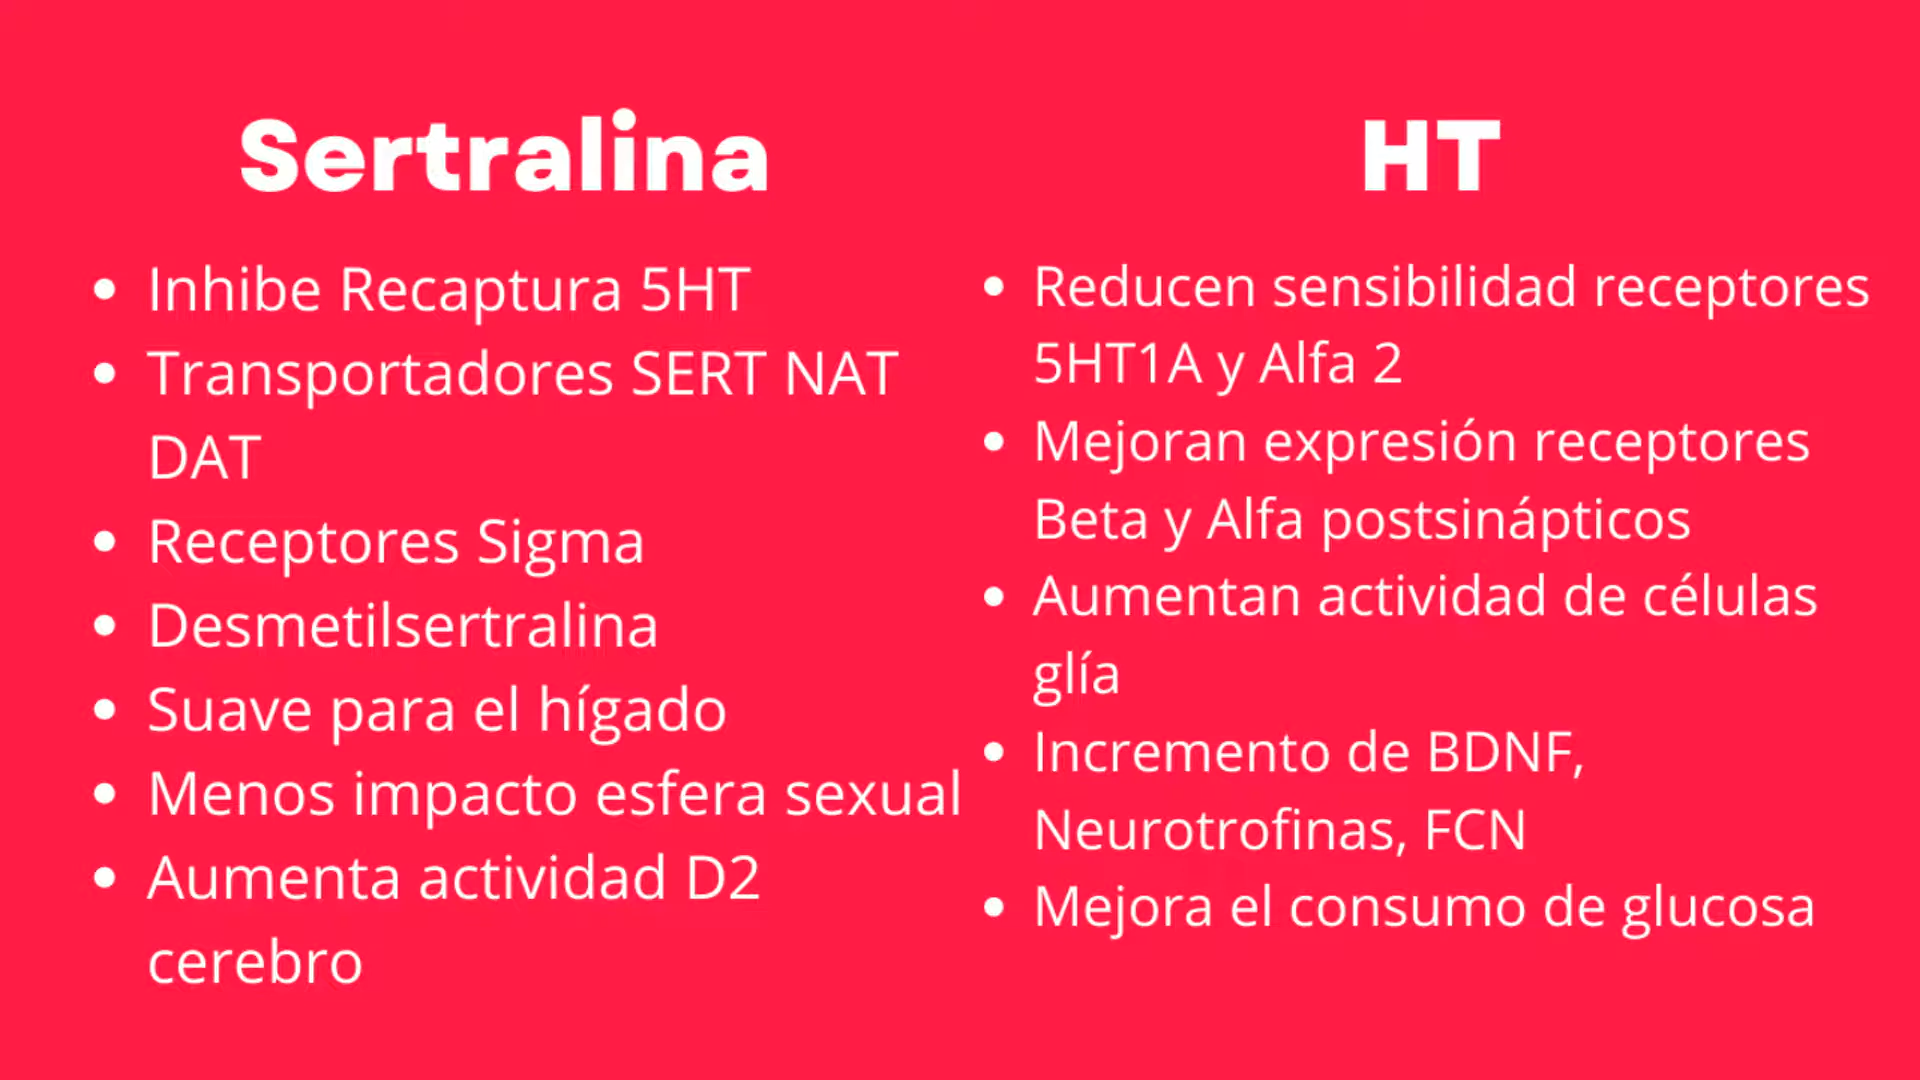 Sertralina
Inhibe Recaptura 5HT
Transportadores SERT NAT
DAT
Receptores Sigma
Desmetilsertralina
Suave para el hígado
Menos impacto esfera sexual
Aumenta actividad D2
cerebro
HT
Reducen sensibilidad receptores
5HT1A y Alfa 2
Mejoran expresión receptores
Beta y Alfa postsinápticos
Aumentan actividad de células
glía
Incremento de BDNF,
Neurotrofinas, FCN
Mejora el consumo de glucosa